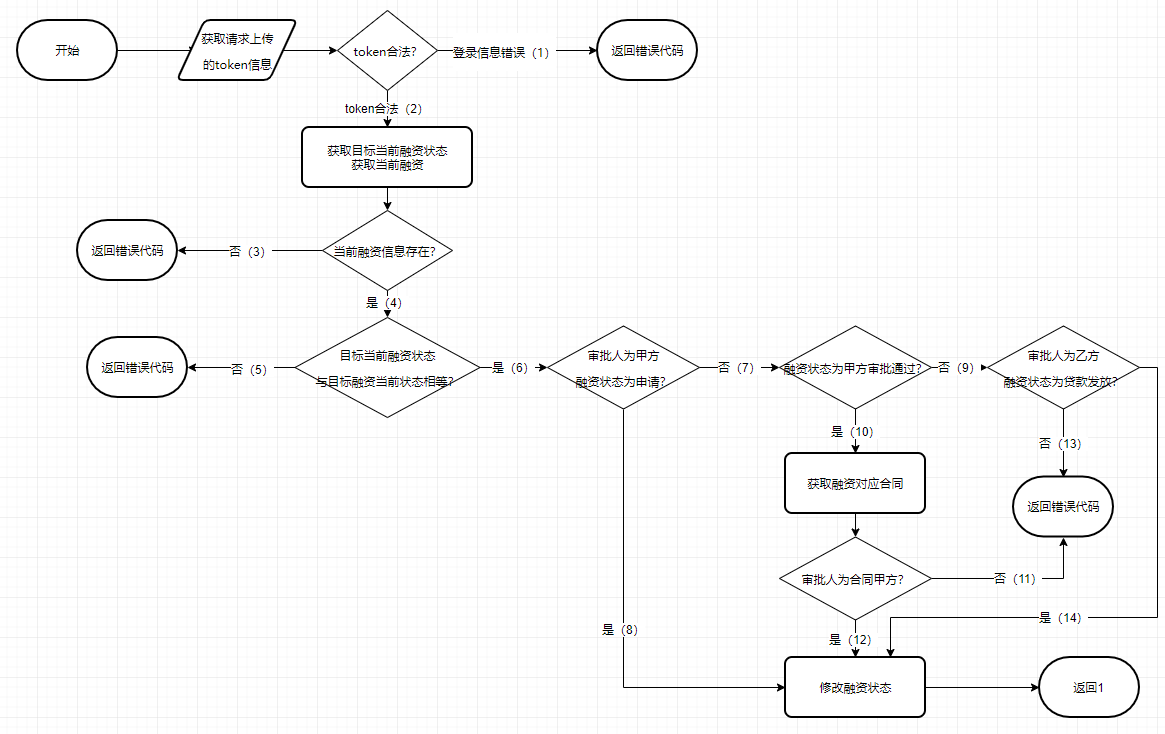 开始
获取请求上传
的token信息
token合法?
登录信息错误（1）
返回错误代码
token合法（2）
获取目标当前融资状态
获取当前融资
返回错误代码
否（3）
当前融资信息存在?
是（4）
返回错误代码
否（5）
目标当前融资状态
与目标融资当前状态相等?
是（6）
审批人为甲方
融资状态为申请?
否（7）
融资状态为甲方审批通过?
否（9）
审批人为乙方
融资状态为贷款发放?
是（10）
否（13）
获取融资对应合同
返回错误代码
审批人为合同甲方?
否（11）
是（8）
是（12）
是（14）
修改融资状态
返回1